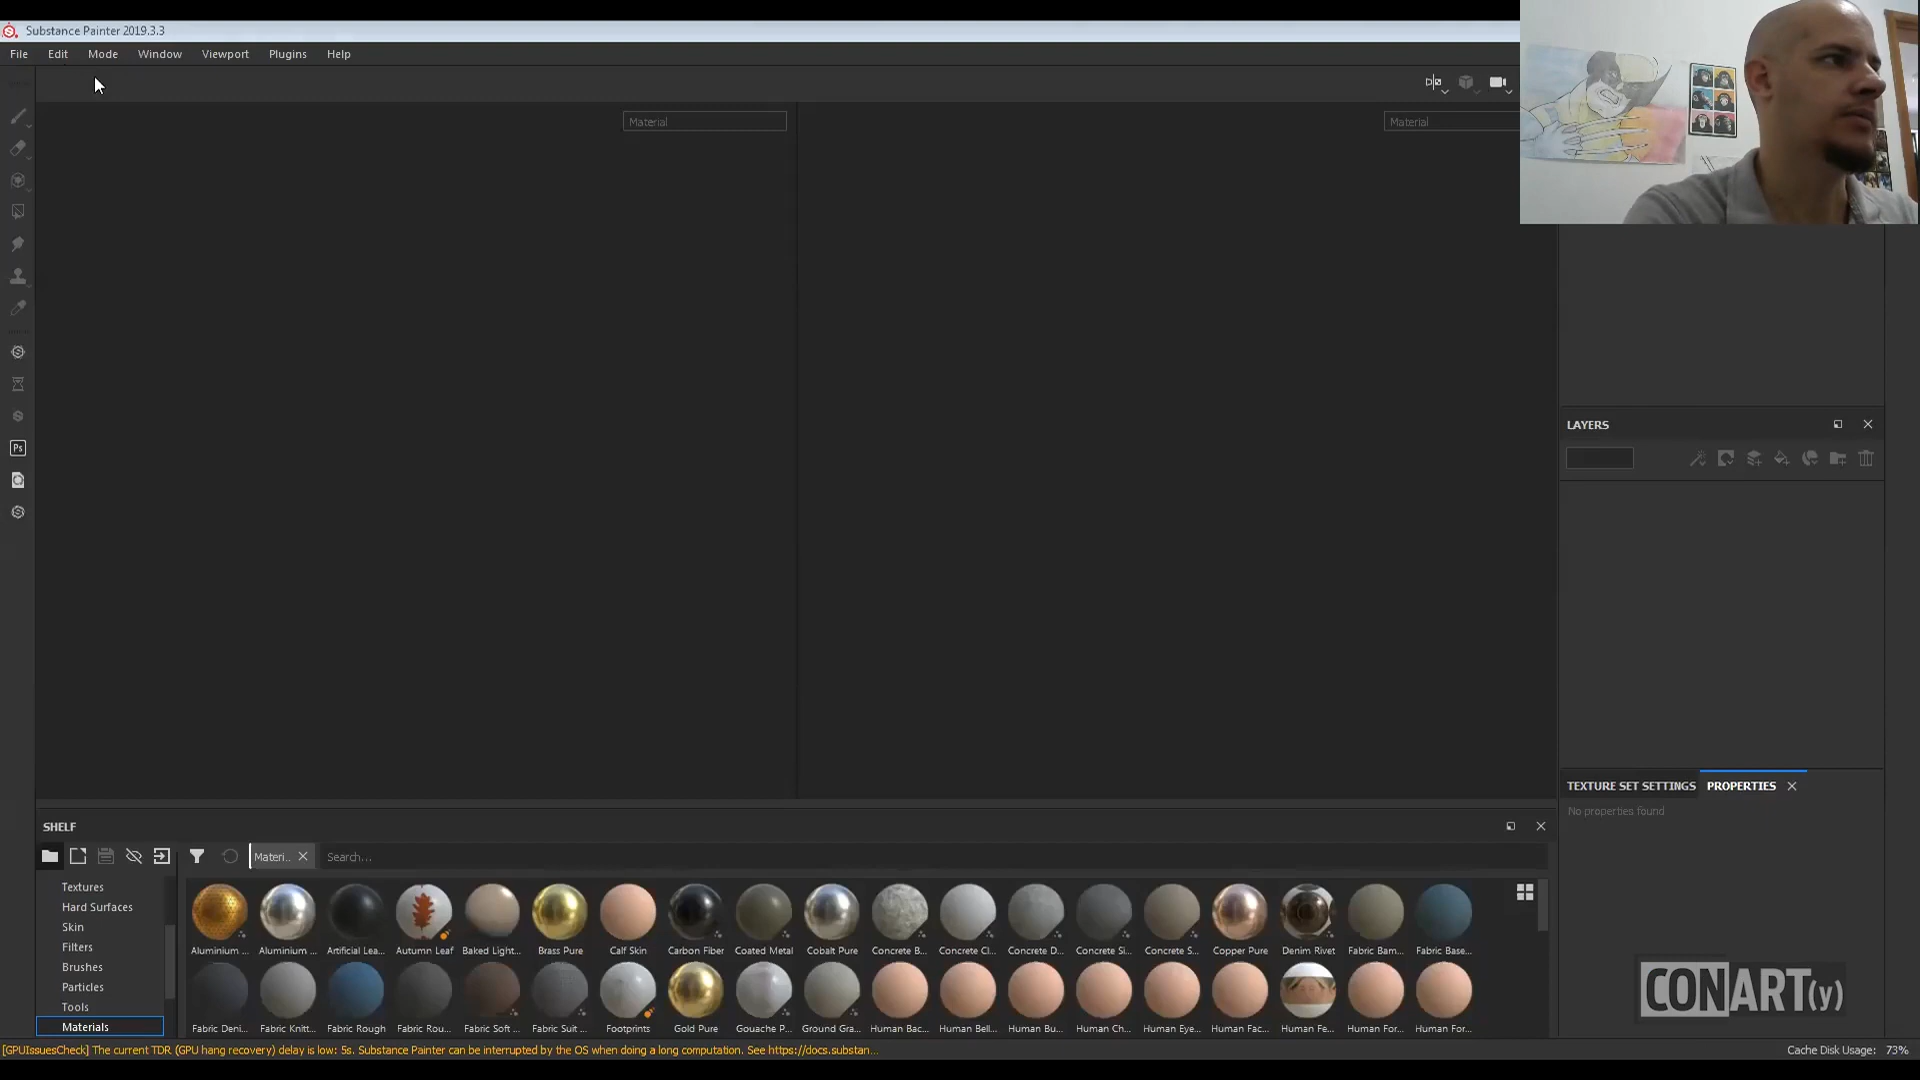 Substance Painter 2019.3.3
File Edit Mode Window Viewport Plugins Help
Material
Material
LAYERS
TEXTURE SET SETTINGS PROPERTIES
No properties found
SHELF
Materi..
Search...
Textures
Hard Surfaces
Skin
Filters
Brushes
Particles
Tools
Materials
Aluminium ... Aluminium ... Artificial Lea... Autumn Leaf Baked Light... Brass Pure Calf Skin Carbon Fiber Coated Metal Cobalt Pure Concrete B... Concrete Cl... Concrete D... Concrete Si... Concrete S... Copper Pure Denim Rivet Fabric Bam... Fabric Base...
Fabric Deni... Fabric Knitt... Fabric Rough Fabric Rou... Fabric Soft ... Fabric Suit ... Footprints Gold Pure Gouache P... Ground Gra... Human Bac... Human Bell... Human Bu... Human Ch... Human Eye... Human Fac... Human Fe... Human For... Human For...
Ps
CONART(y)
[GPUIssuesCheck] The current TDR (GPU hang recovery) delay is low: 5s. Substance Painter can be interrupted by the OS when doing a long computation. See https://docs.substan...
Cache Disk Usage: 73%